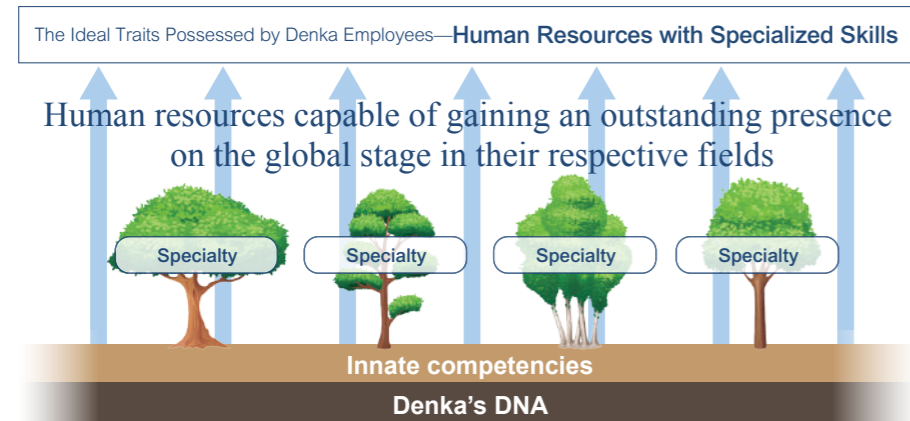 The Ideal Traits Possessed by Denka Employees—Human Resources with Specialized Skills
Human resources capable of gaining an outstanding presence
on the global stage in their respective fields
Specialty
Specialty
Specialty
Specialty
Innate competencies
Denka's DNA